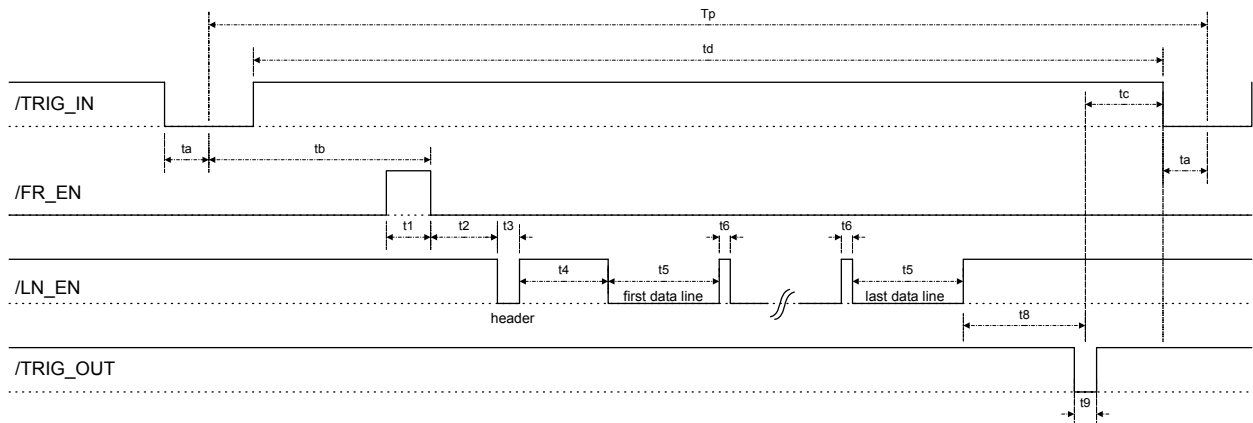 Tp
td
/TRIG_IN
tc
ta
tb
ta
/FR_EN
t1
t2
t3
t6
t6
/LN_EN
t4
t5
t5
first data line
last data line
header
t8
/TRIG_OUT
t9